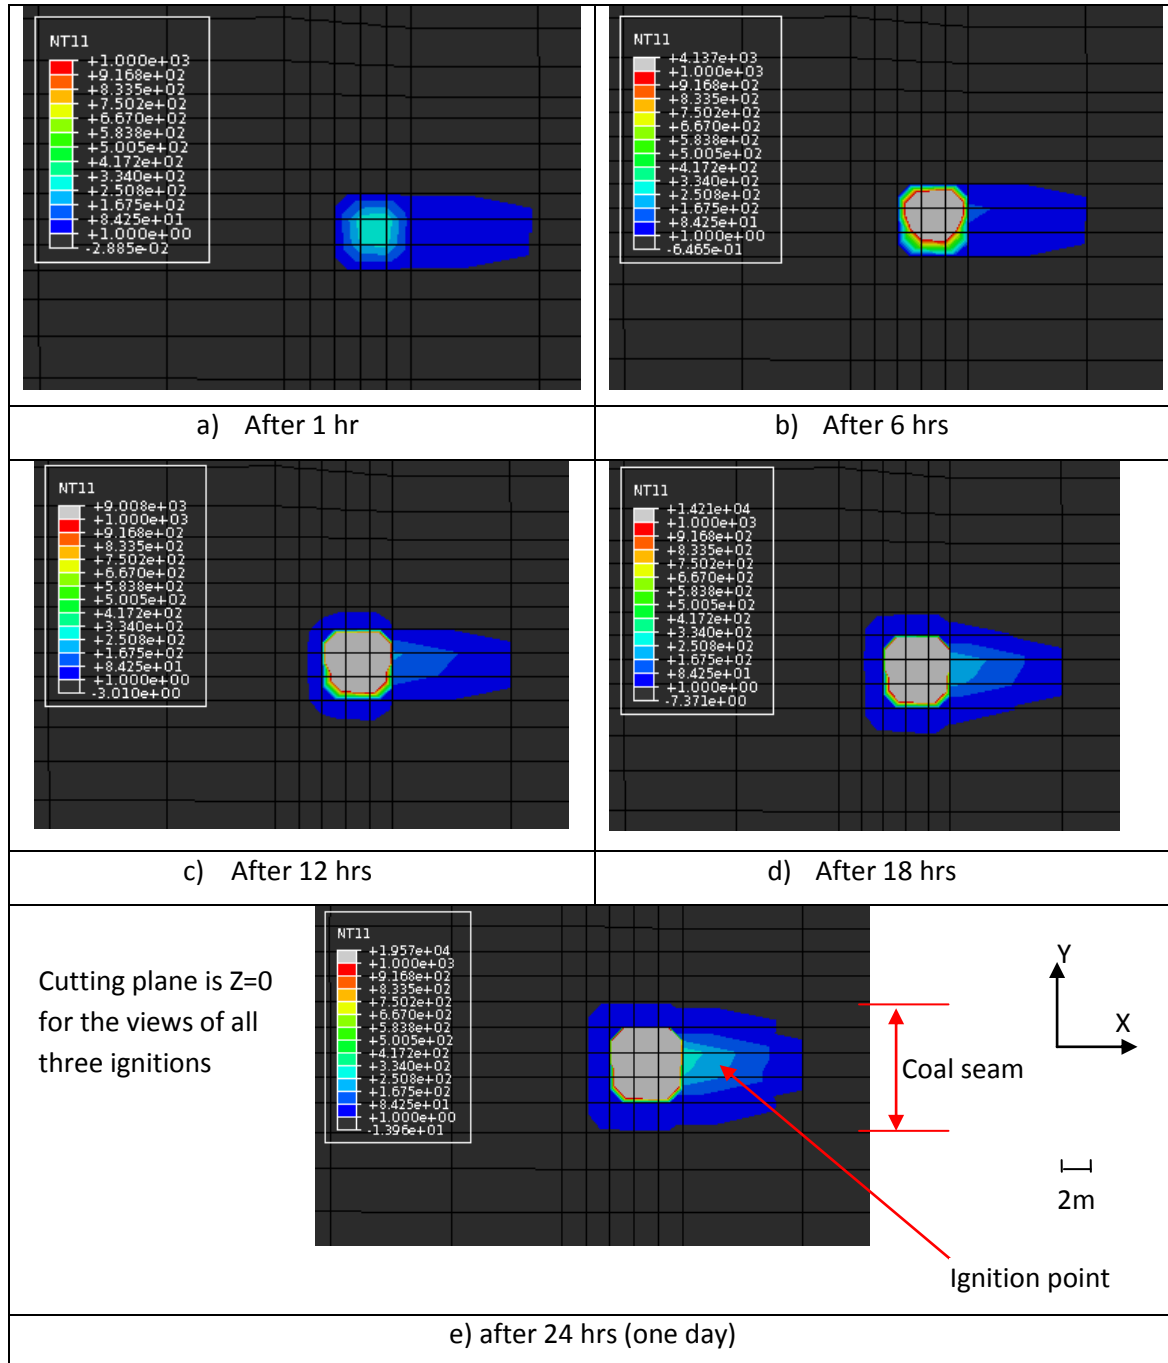 NT11
+1.000e+03
+9.168e+02
+8.335e+02
+7.502e+02
+6.670e+02
+5.838e+02
+5.005e+02
+4.172e+02
+3.340e+02
+2.508e+02
+1.675e+02
+8.425e+01
+1.000e+00
-2.885e-02
NT11
+4.137e+03
+1.000e+03
+9.168e+02
+8.335e+02
+7.502e+02
+6.670e+02
+5.838e+02
+5.005e+02
+4.172e+02
+3.340e+02
+2.508e+02
+1.675e+02
+8.425e+01
+1.000e+00
-6.465e-01
a) After 1 hr
b) After 6 hrs
NT11
+9.008e+03
+1.000e+03
+9.168e+02
+8.335e+02
+7.502e+02
+6.670e+02
+5.838e+02
+5.005e+02
+4.172e+02
+3.340e+02
+2.508e+02
+1.675e+02
+8.425e+01
+1.000e+00
-3.010e+00
NT11
+1.421e+04
+1.000e+03
+9.168e+02
+8.335e+02
+7.502e+02
+6.670e+02
+5.838e+02
+5.005e+02
+4.172e+02
+3.340e+02
+2.508e+02
+1.675e+02
+8.425e+01
+1.000e+00
-7.371e+00
c) After 12 hrs
d) After 18 hrs
Cutting plane is Z=0
for the views of all
three ignitions
NT11
+1.957e+04
+1.000e+03
+9.168e+02
+8.335e+02
+7.502e+02
+6.670e+02
+5.838e+02
+5.005e+02
+4.172e+02
+3.340e+02
+2.508e+02
+1.675e+02
+8.425e+01
+1.000e+00
-1.396e+01
Y
X
Coal seam
2m
Ignition point
e) after 24 hrs (one day)